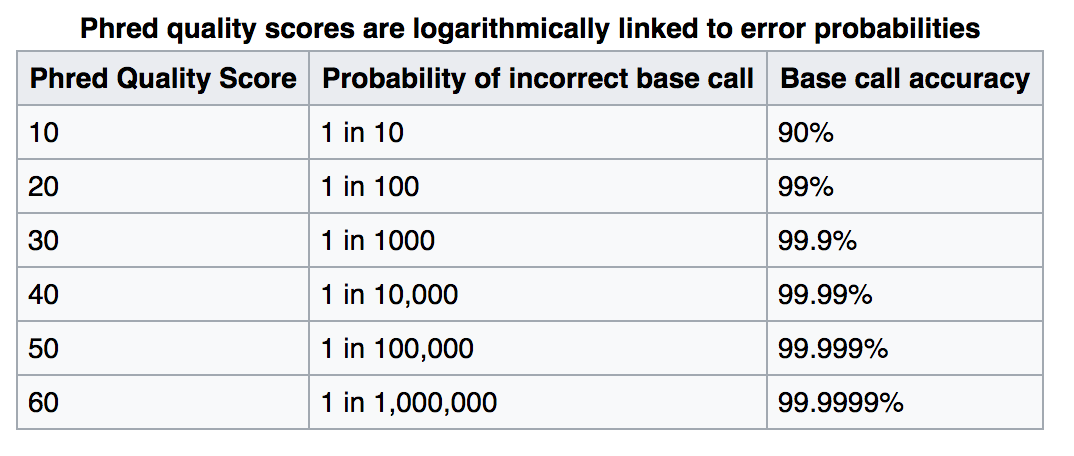 Phred quality scores are logarithmically linked to error probabilities
Phred Quality Score Probability of incorrect base call Base call accuracy
10 1 in 10 90%
20 1 in 100 99%
30 1 in 1000 99.9%
40 1 in 10,000 99.99%
50 1 in 100,000 99.999%
60 1 in 1,000,000 99.9999%